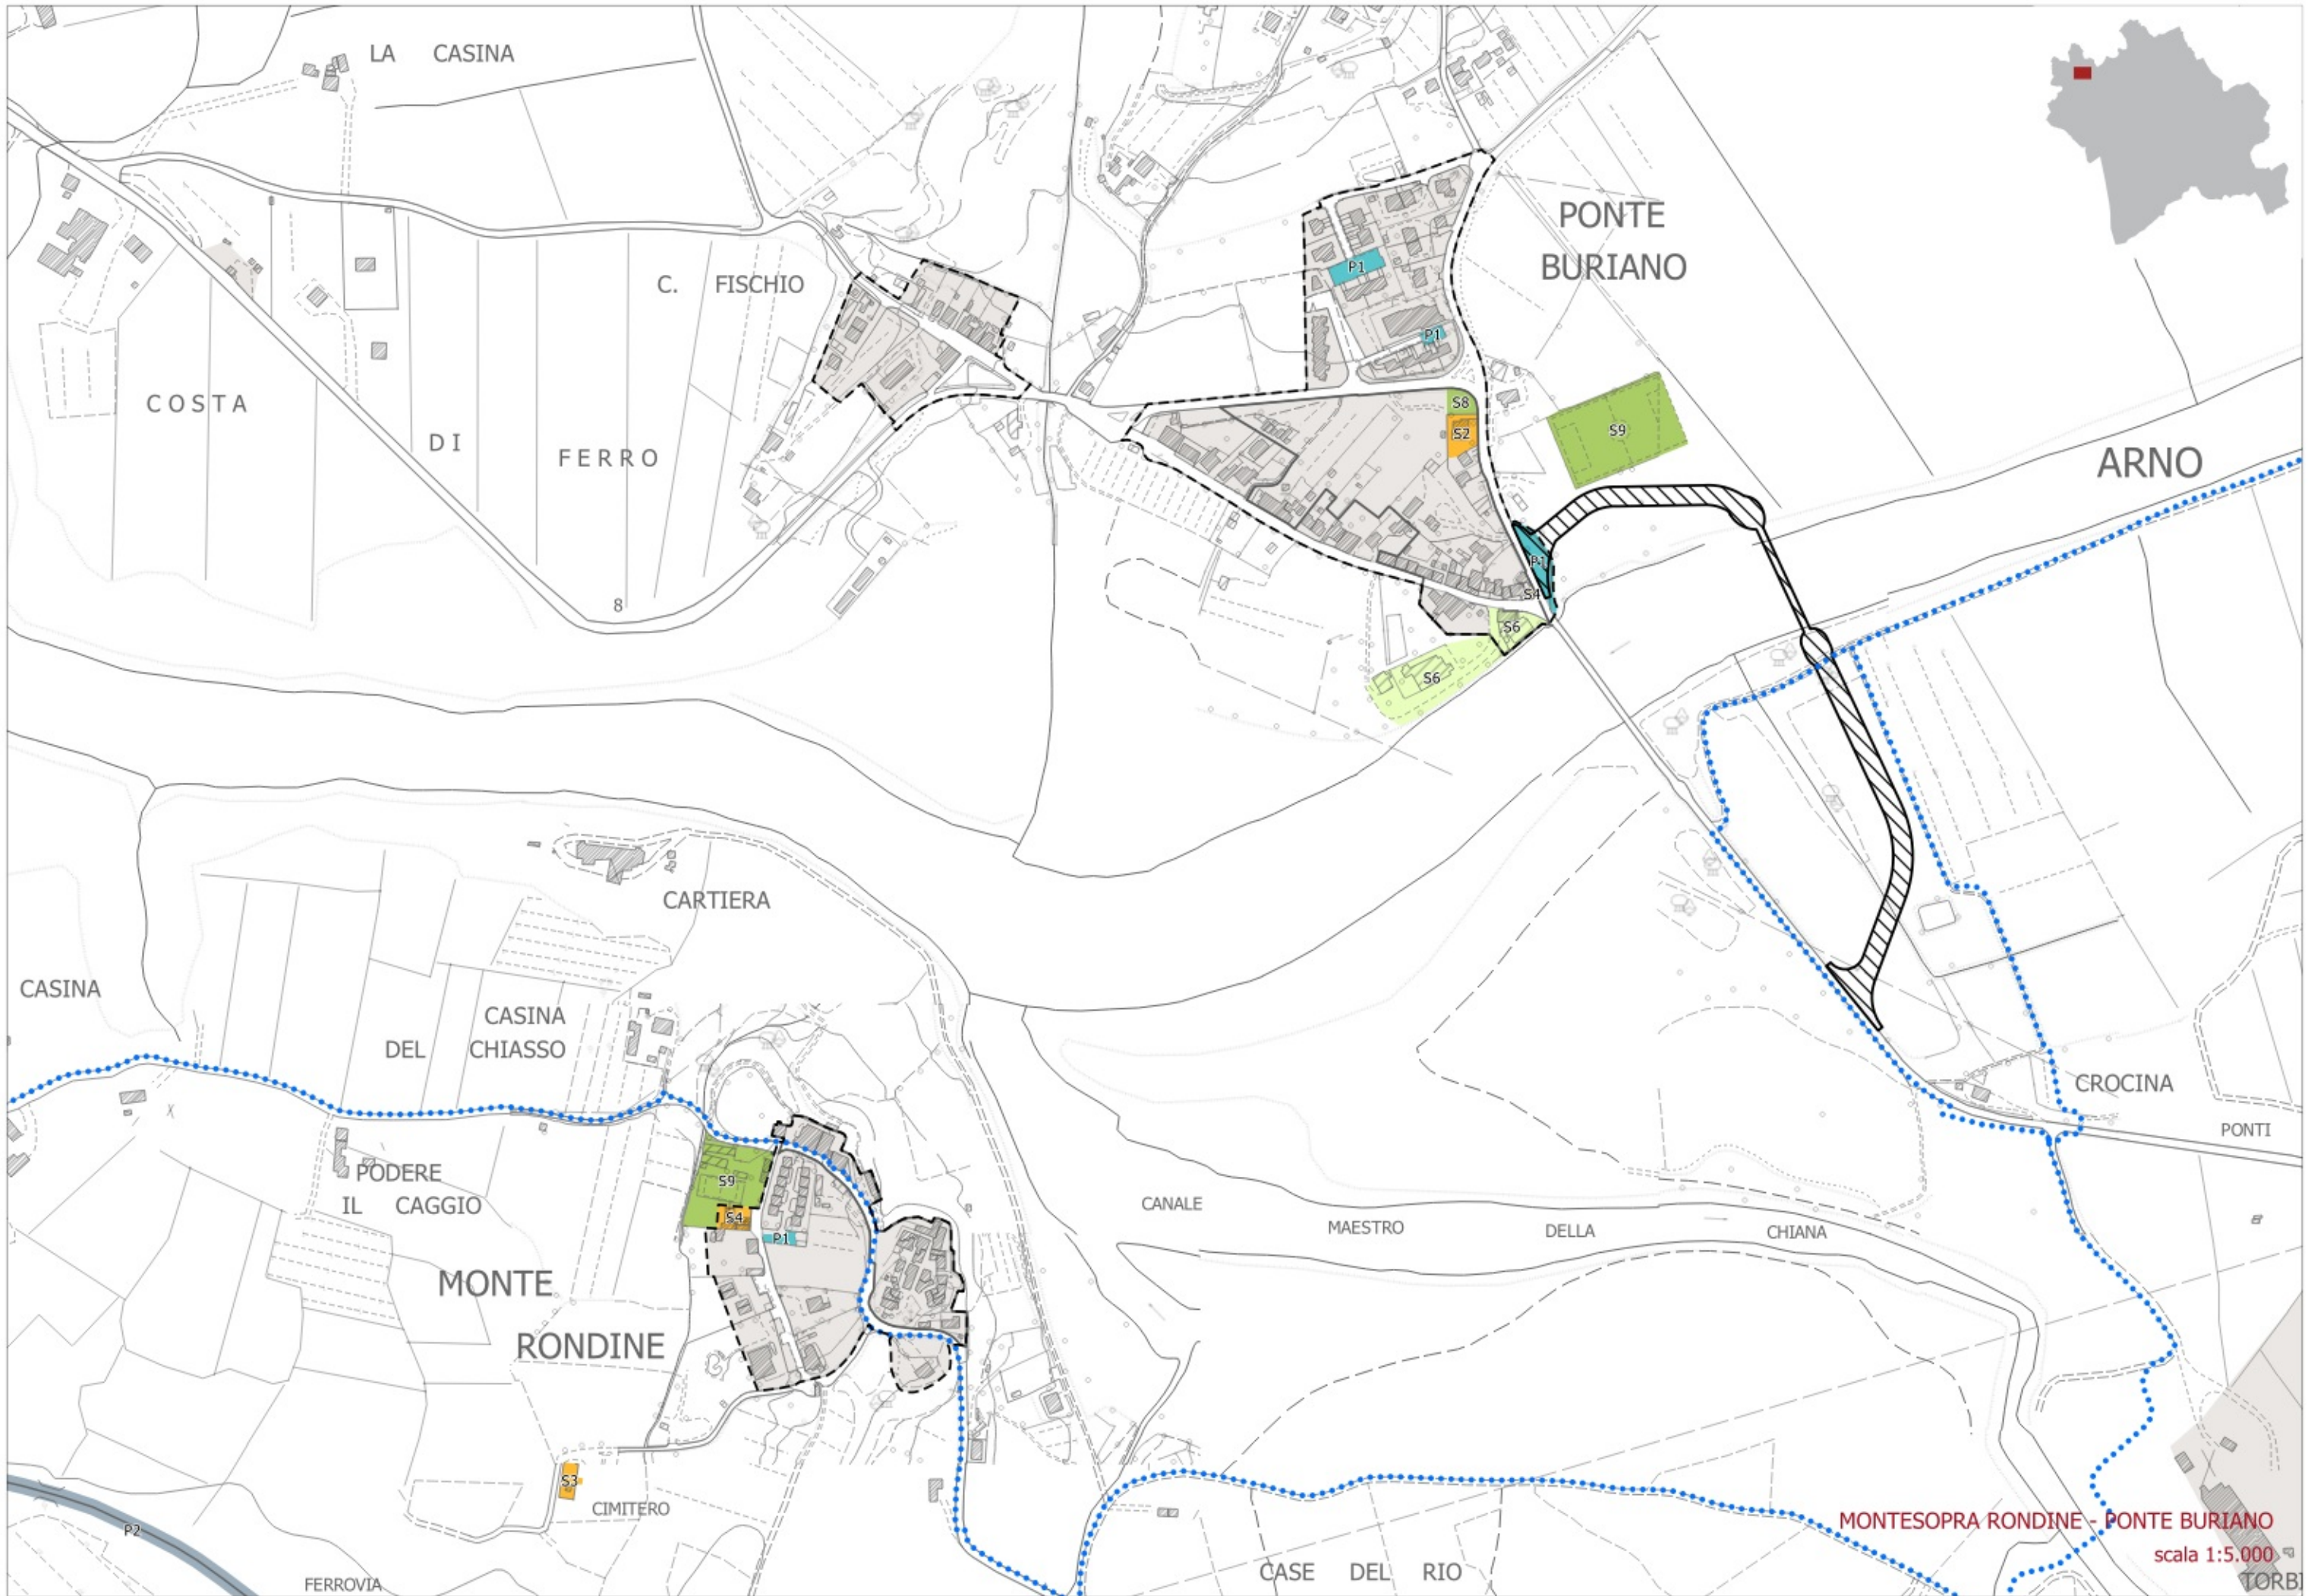 LA CASINA
PONTE
BURIANO
P1
C. FISCHIO
P1
COSTA
S8
S2
S9
DI
FERRO
ARNO
P1
S4
8
S6
S6
CARTIERA
CASINA
CASINA
DEL CHIASSO
CROCINA
PONTI
PODERE
IL CAGGIO
S9
S4
P1
CANALE
MAESTRO
DELLA
CHIANA
MONTE
RONDINE
S3
CIMITERO
P2
FERROVIA
CASE DEL RIO
MONTESOPRA RONDINE - PONTE BURIANO
scala 1:5.000
TORBI